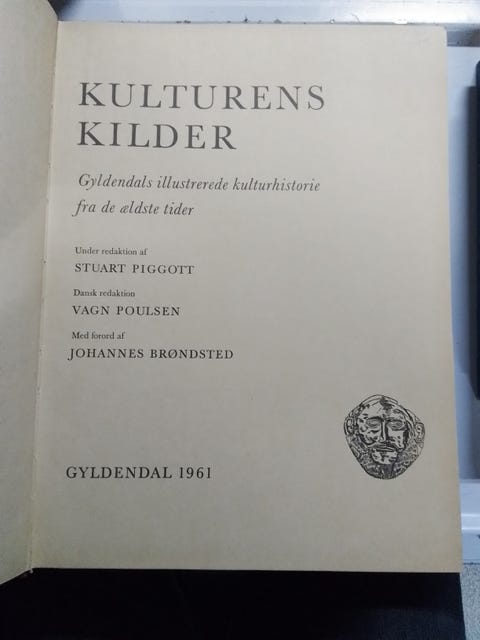 KULTURENS
KILDER
Gyldendals illustrerede kulturhistorie
fra de ældste tider
Under redaktion af
STUART PIGGOTT
Dansk redaktion
VAGN POULSEN
Med forord af
JOHANNES BRØNDSTED
GYLDENDAL 1961